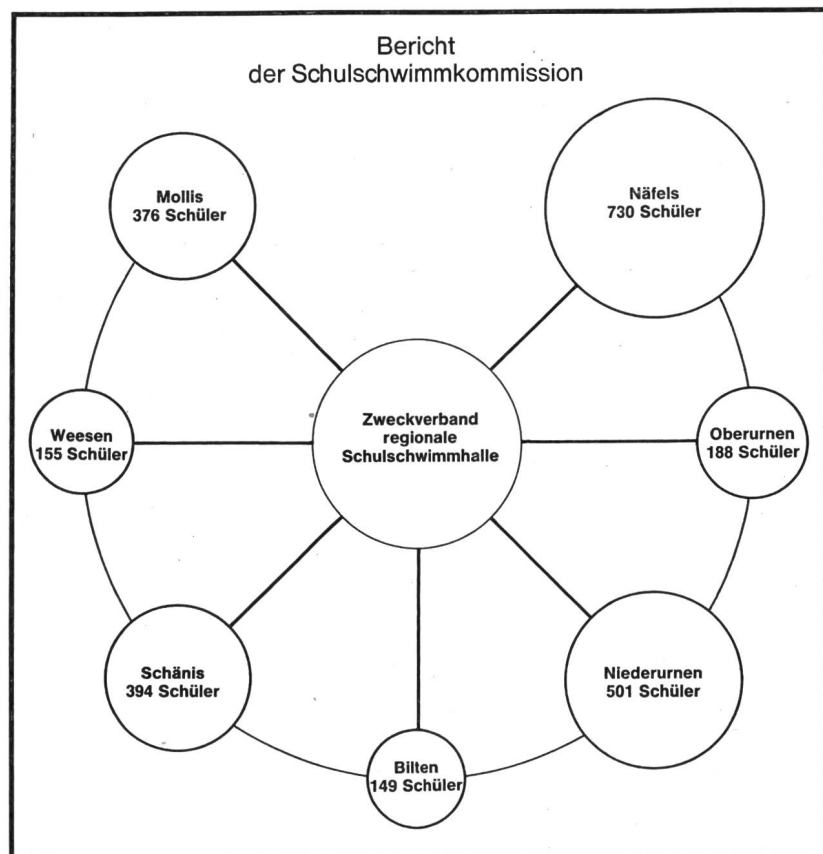 Bericht
der Schulschwimmkommission
Mollis
376 Schüler
Näfels
730 Schüler
Zweckverband
regionale
Schulschwimmhalle
Weesen
155 Schüler
Oberurnen
188 Schüler
Schänis
394 Schüler
Niederurnen
501 Schüler
Bilten
149 Schüler